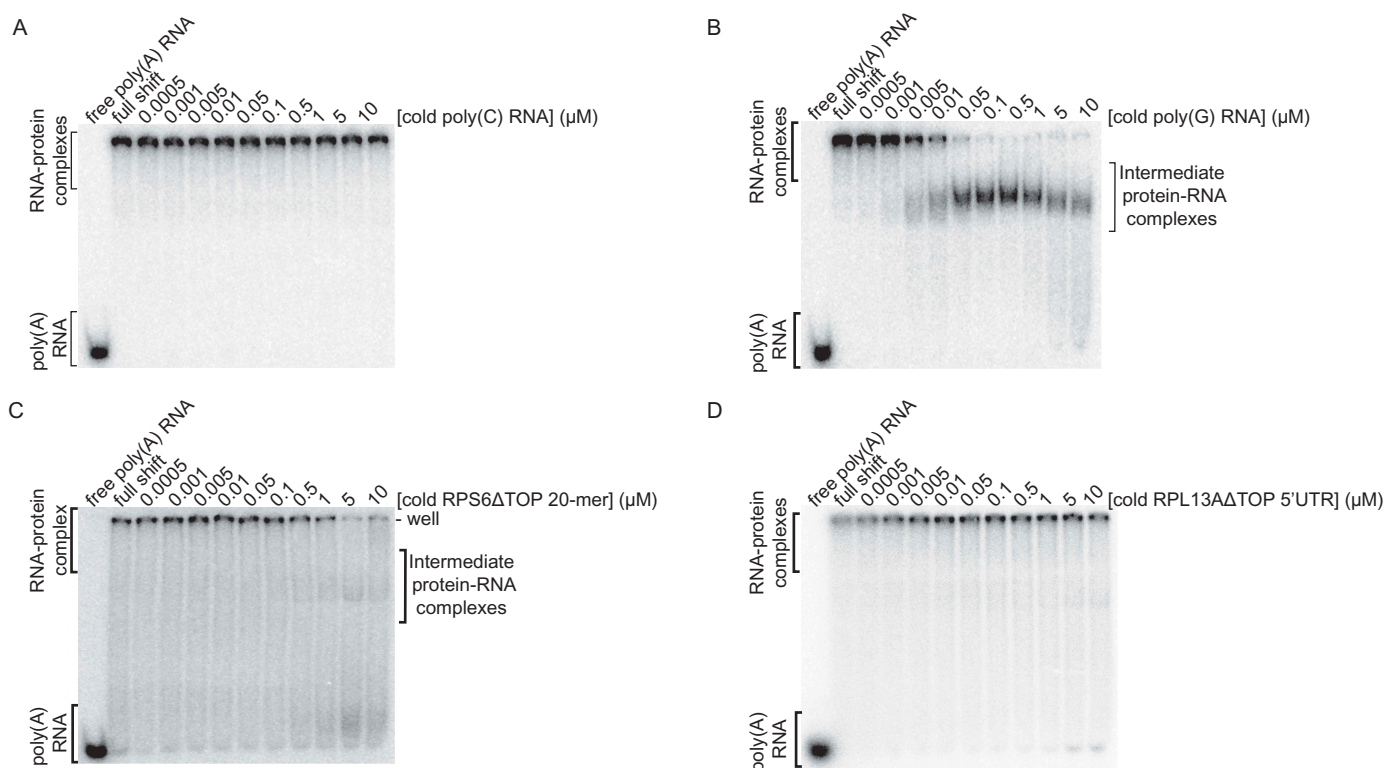 A
free poly(A) RNA
full shift
0.0005
0.001
0.005
0.01
0.05
0.1
0.5
1
5
10
[cold poly(C) RNA] (µM)
RNA-protein
complexes
poly(A)
RNA
B
free poly(A) RNA
full shift
0.0005
0.001
0.005
0.01
0.05
0.1
0.5
1
5
10
[cold poly(G) RNA] (µM)
RNA-protein
complexes
Intermediate
protein-RNA
complexes
poly(A)
RNA
C
free poly(A) RNA
full shift
0.0005
0.001
0.005
0.01
0.05
0.1
0.5
1
5
10
[cold RPS6ΔTOP 20-mer] (µM)
- well
RNA-protein
complex
Intermediate
protein-RNA
complexes
poly(A)
RNA
D
free poly(A) RNA
full shift
0.0005
0.001
0.005
0.01
0.05
0.1
0.5
1
5
10
[cold RPL13AΔTOP 5'UTR] (µM)
RNA-protein
complexes
poly(A)
RNA